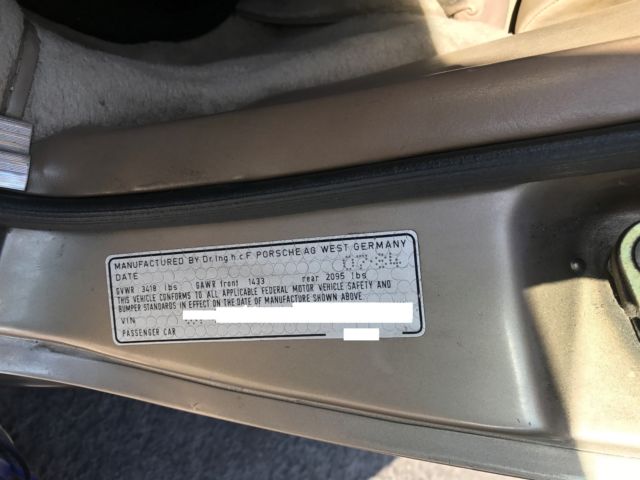 MANUFACTURED BY Dr. Ing. h. c. F. PORSCHE AG WEST GERMANY
DATE 07 84
GVWR 3418 lbs GAWR front 1433 rear 2095 lbs
THIS VEHICLE CONFORMS TO ALL APPLICABLE FEDERAL MOTOR VEHICLE SAFETY AND
BUMPER STANDARDS IN EFFECT ON THE DATE OF MANUFACTURE SHOWN ABOVE
VIN
PASSENGER CAR